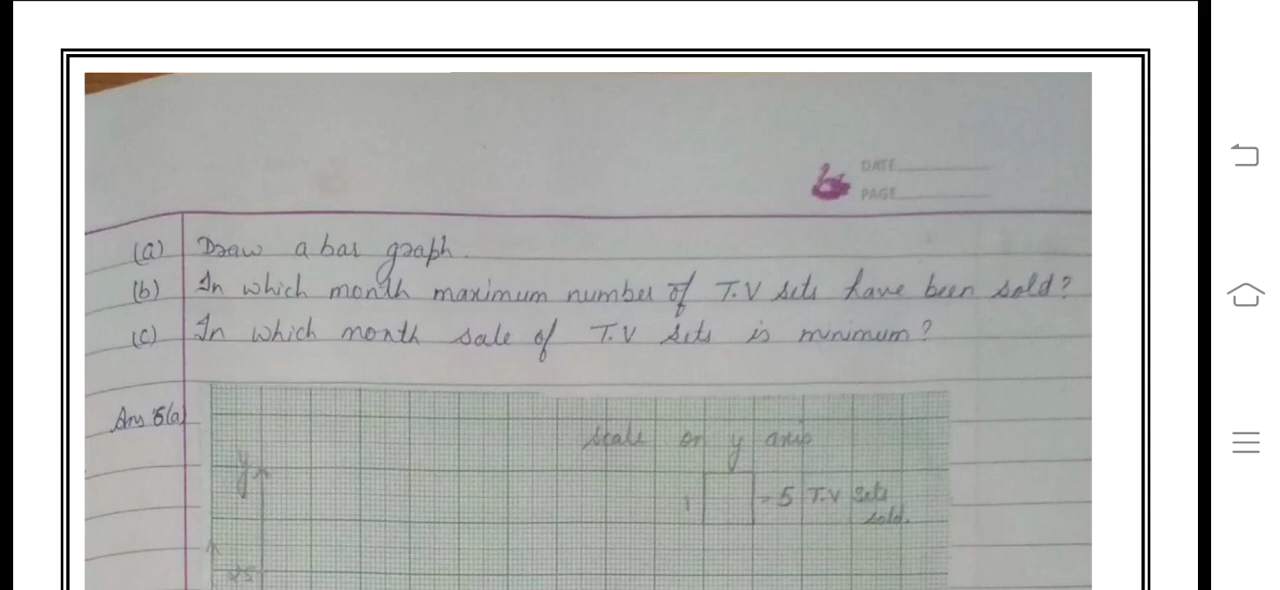 DATE
PAGE
(a) Draw a bar graph.
(b) In which month maximum number of T.V sets have been sold?
(c) In which month sale of T.V sets is minimum?
Ans 5(a)
scale on y axis
y
1 = 5 T.V sets
sold.
25